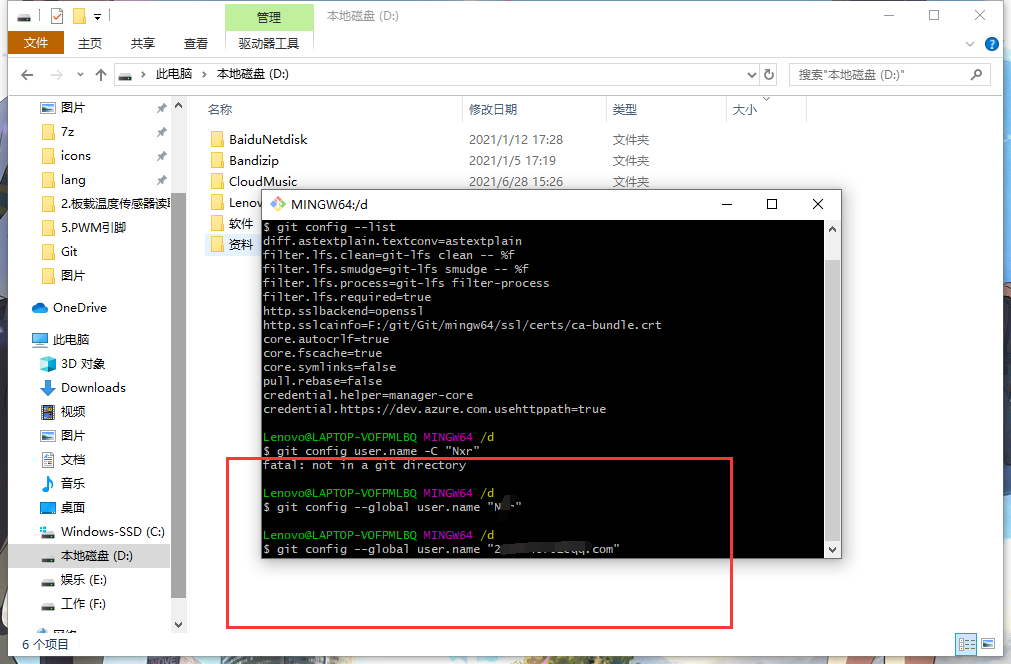 管理
本地磁盘 (D:)
文件
主页
共享
查看
驱动器工具
此电脑
本地磁盘 (D:)
搜索"本地磁盘 (D:)"
图片
7z
icons
lang
2.板载温度传感器读
5.PWM引脚
Git
图片
OneDrive
此电脑
3D 对象
Downloads
视频
图片
文档
音乐
桌面
Windows-SSD (C:)
本地磁盘 (D:)
娱乐 (E:)
工作 (F:)
6 个项目
名称
修改日期
类型
大小
BaiduNetdisk
2021/1/12 17:28
文件夹
Bandizip
2021/1/5 17:19
文件夹
CloudMusic
2021/6/28 15:26
文件夹
Lenov
软件
资料
MINGW64:/d
$ git config --list
diff.astextplain.textconv=astextplain
filter.lfs.clean=git-lfs clean -- %f
filter.lfs.smudge=git-lfs smudge -- %f
filter.lfs.process=git-lfs filter-process
filter.lfs.required=true
http.sslbackend=openssl
http.sslcainfo=F:/git/Git/mingw64/ssl/certs/ca-bundle.crt
core.autocrlf=true
core.fscache=true
core.symlinks=false
pull.rebase=false
credential.helper=manager-core
credential.https://dev.azure.com.usehttppath=true
Lenovo@LAPTOP-VOFPMLBQ MINGW64 /d
$ git config user.name -C "Nxr"
fatal: not in a git directory
Lenovo@LAPTOP-VOFPMLBQ MINGW64 /d
$ git config --global user.name "N
Lenovo@LAPTOP-VOFPMLBQ MINGW64 /d
$ git config --global user.name "2 .com"